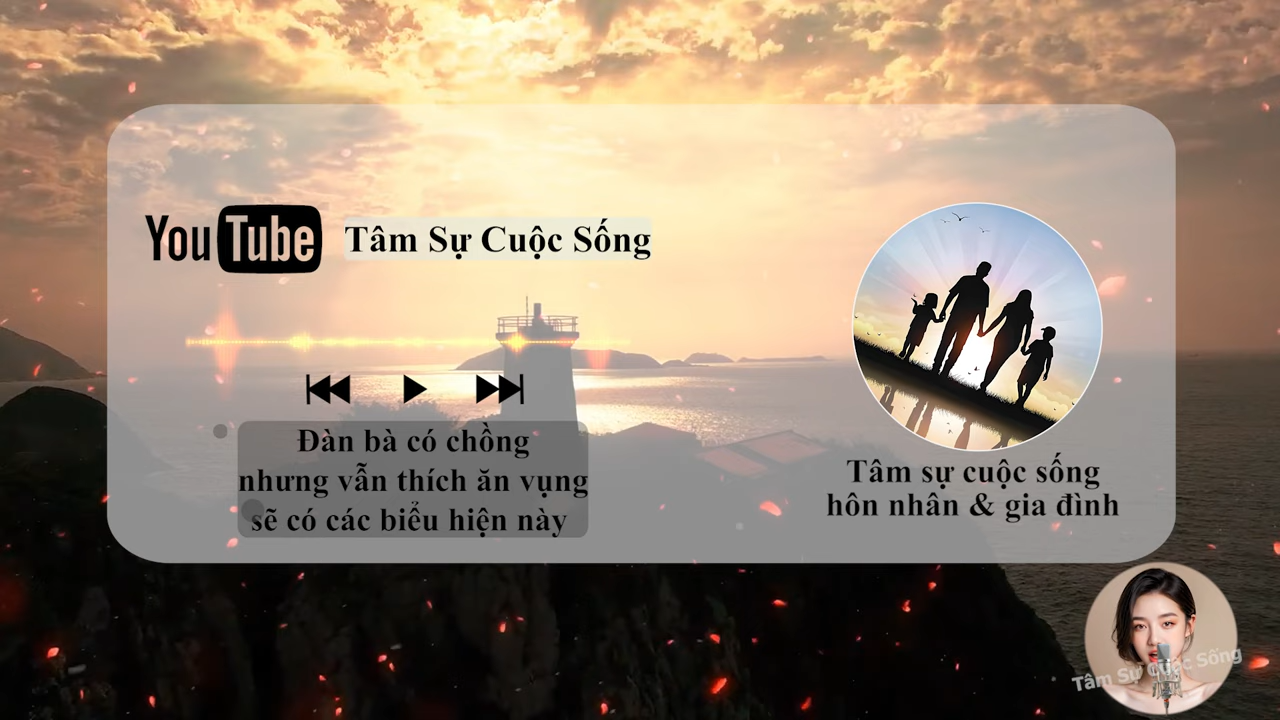 YouTube
Tâm Sự Cuộc Sống
Đàn bà có chồng
nhưng vẫn thích ăn vụng
sẽ có các biểu hiện này
Tâm sự cuộc sống
hôn nhân & gia đình
Tâm Sự Cuộc Sống